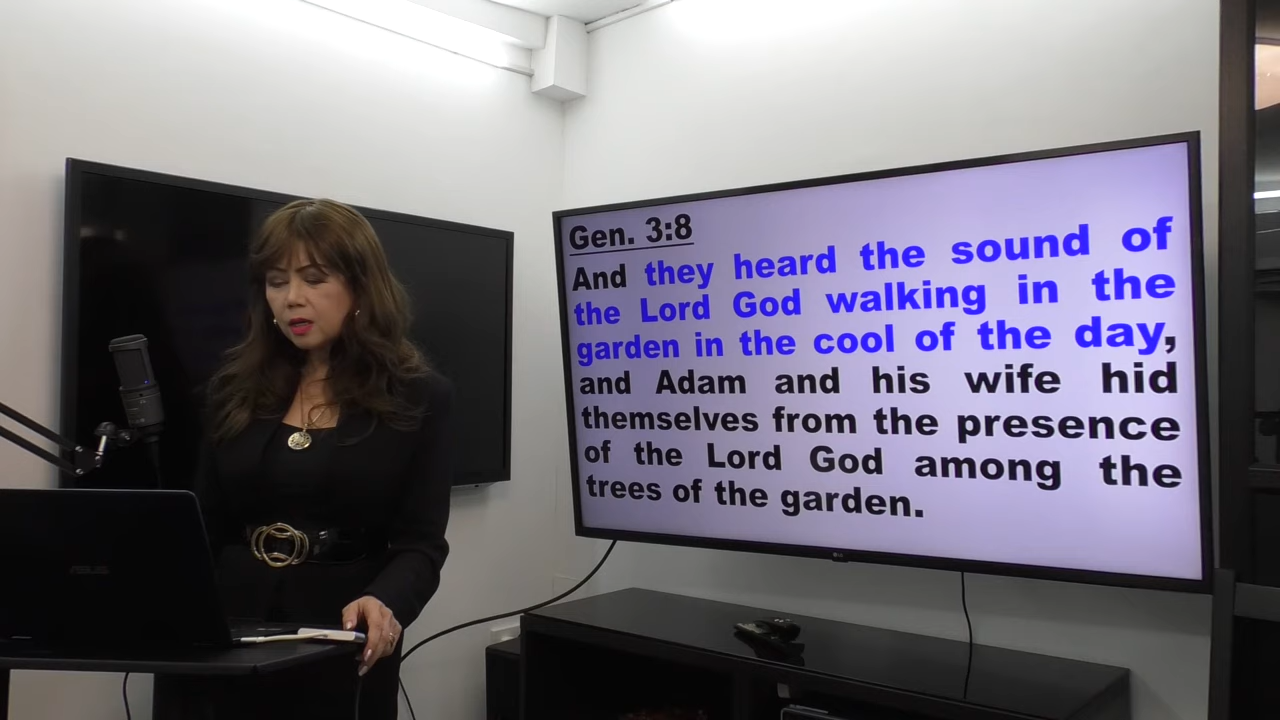 Gen. 3:8
And they heard the sound of
the Lord God walking in the
garden in the cool of the day,
and Adam and his wife hid
themselves from the presence
of the Lord God among the
trees of the garden.
LG
ASUS